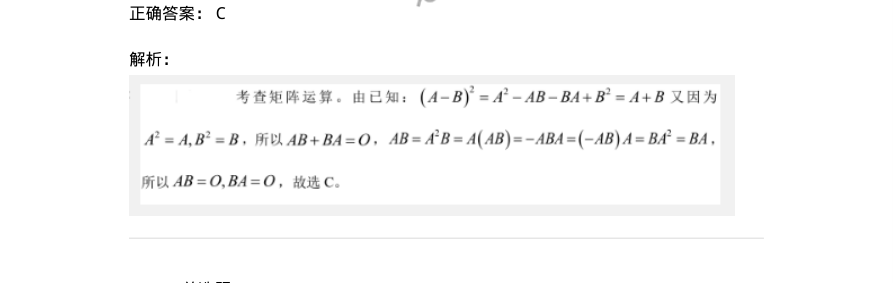 正确答案： C
解析：
考查矩阵运算。由已知：(A−B)² = A² − AB − BA + B² = A + B 又因为
A² = A, B² = B，所以 AB + BA = O，AB = A²B = A(AB) = −ABA = (−AB)A = BA² = BA，
所以 AB = O, BA = O，故选 C。